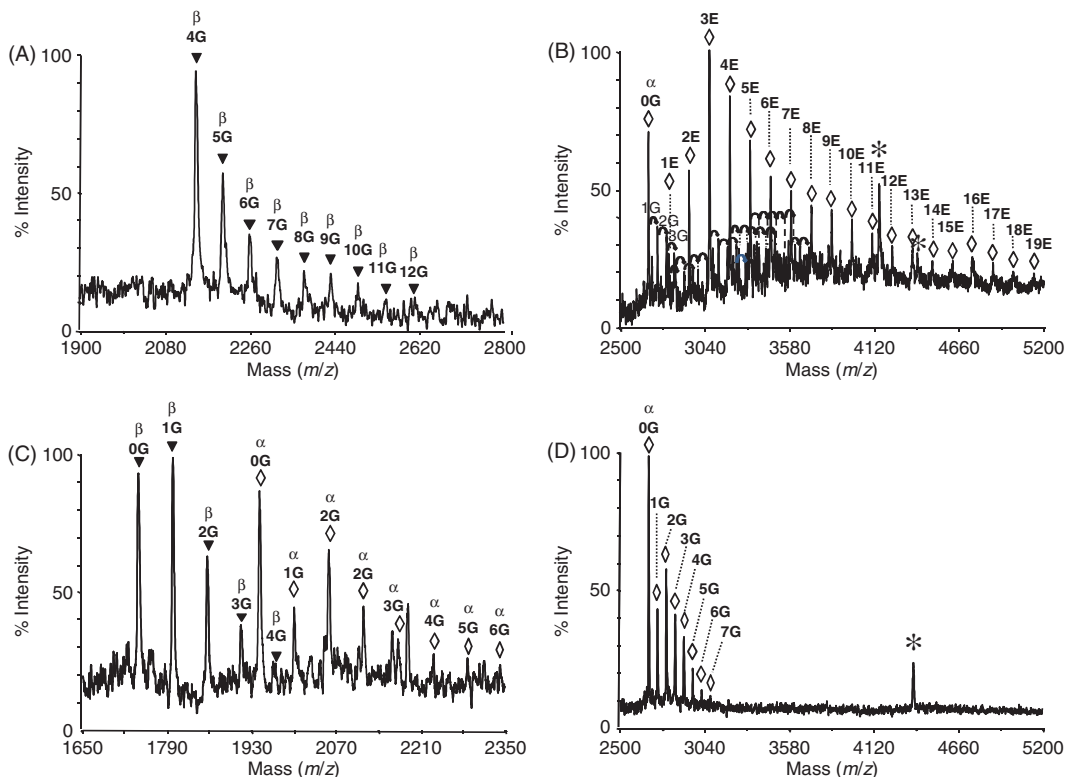 (A)
β
4G
β
5G
β
6G
β
7G
β
8G
β
9G
β
10G
β
11G
β
12G
100
50
0
% Intensity
1900 2080 2260 2440 2620 2800
Mass (m/z)
(B)
α
0G
1E
2E
3E
4E
5E
6E
7E
8E
9E
10E
11E
*
12E
13E
*
14E
15E
16E
17E
18E
19E
1G
2G
3G
100
50
0
% Intensity
2500 3040 3580 4120 4660 5200
Mass (m/z)
(C)
β
0G
β
1G
β
2G
β
3G
β
4G
α
0G
α
1G
α
2G
α
2G
α
3G
α
4G
α
5G
α
6G
100
50
0
% Intensity
1650 1790 1930 2070 2210 2350
Mass (m/z)
(D)
α
0G
1G
2G
3G
4G
5G
6G
7G
*
100
50
0
% Intensity
2500 3040 3580 4120 4660 5200
Mass (m/z)